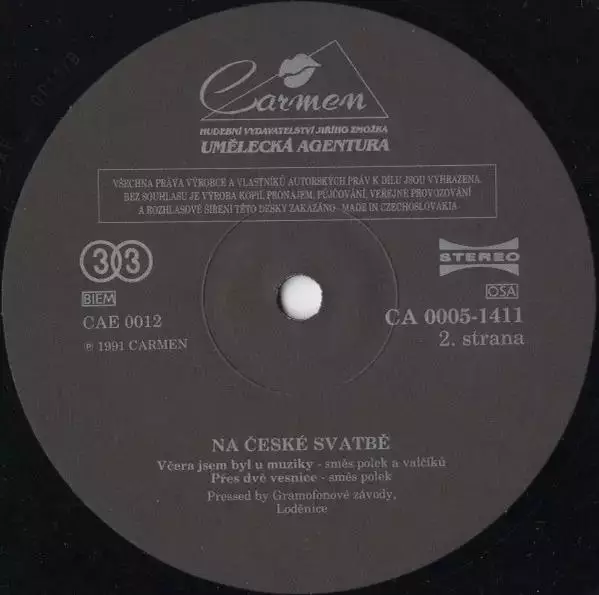 Carmen
HUDEBNÍ VYDAVATELSTVÍ JIŘÍHO ZMOŽKA
UMĚLECKÁ AGENTURA
VŠECHNA PRÁVA VÝROBCE A VLASTNÍKŮ AUTORSKÝCH PRÁV K DÍLU JSOU VYHRAZENA.
BEZ SOUHLASU JE VÝROBA KOPIÍ, PRONÁJEM, PŮJČOVÁNÍ, VEŘEJNÉ PROVOZOVÁNÍ
A ROZHLASOVÉ ŠÍŘENÍ TÉTO DESKY ZAKÁZÁNO - MADE IN CZECHOSLOVAKIA
33
STEREO
BIEM
OSA
CAE 0012
CA 0005-1411
℗ 1991 CARMEN
2. strana
NA ČESKÉ SVATBĚ
Včera jsem byl u muziky - směs polek a valčíků
Přes dvě vesnice - směs polek
Pressed by Gramofonové závody,
Loděnice